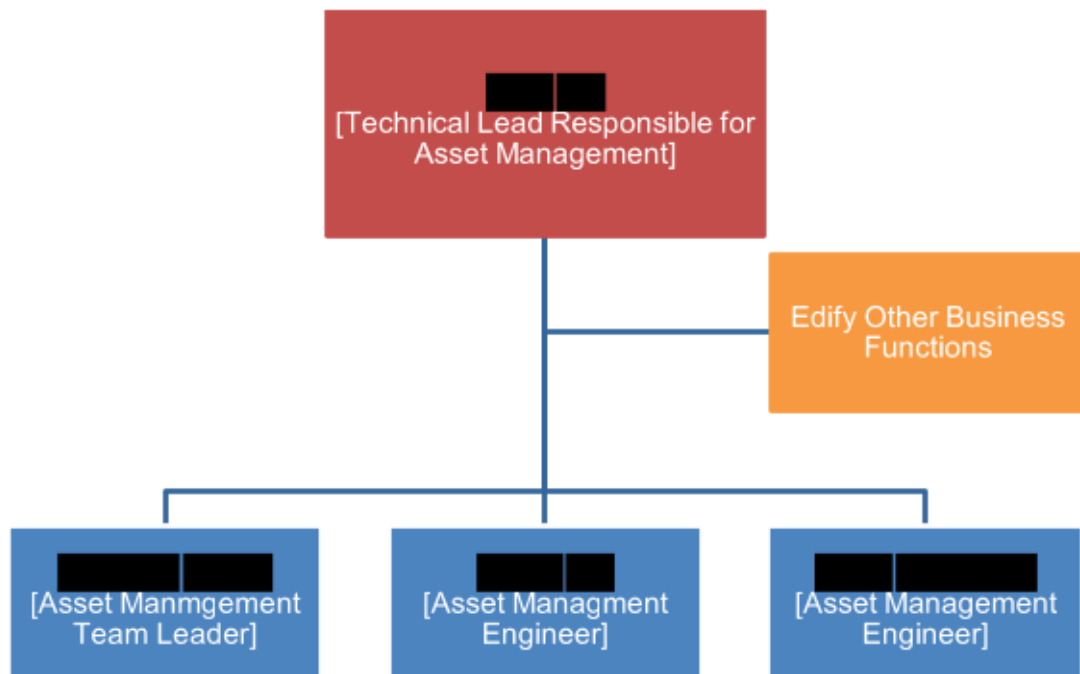 [Technical Lead Responsible for
Asset Management]
Edify Other Business
Functions
[Asset Manmgement
Team Leader]
[Asset Managment
Engineer]
[Asset Management
Engineer]